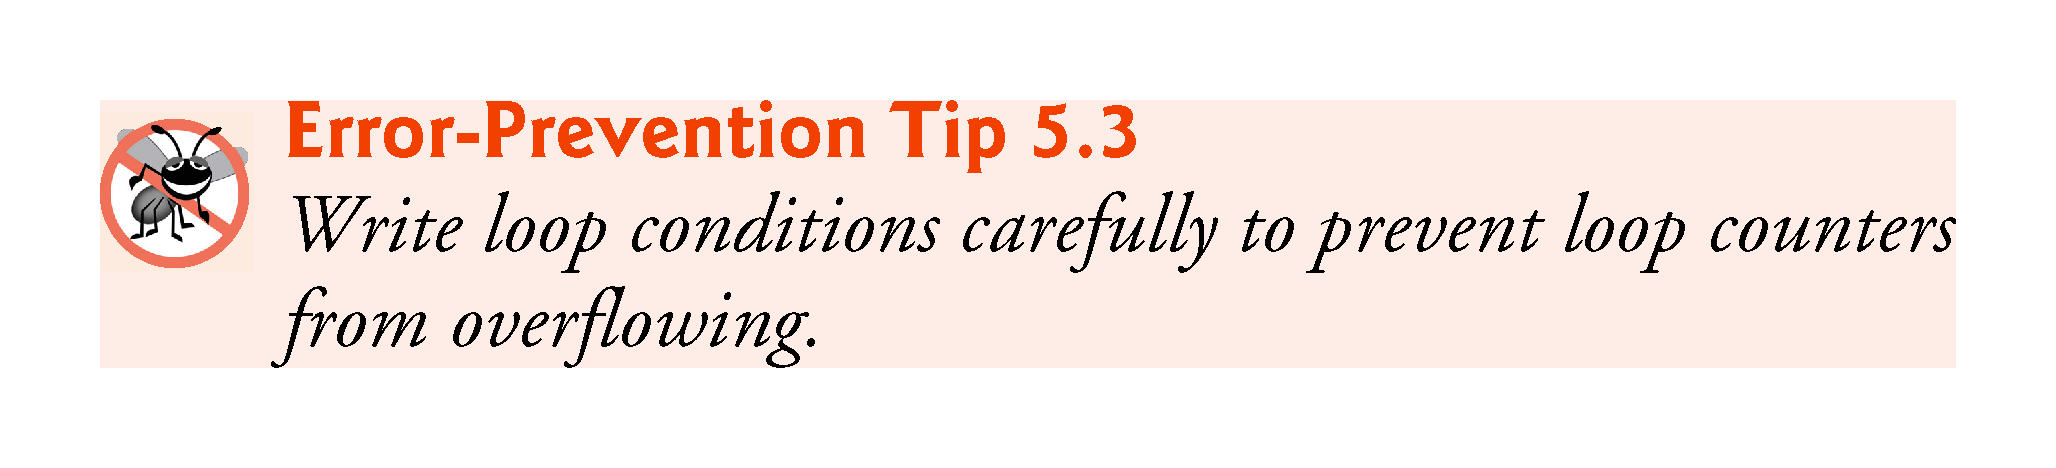 Error-Prevention Tip 5.3
Write loop conditions carefully to prevent loop counters
from overflowing.